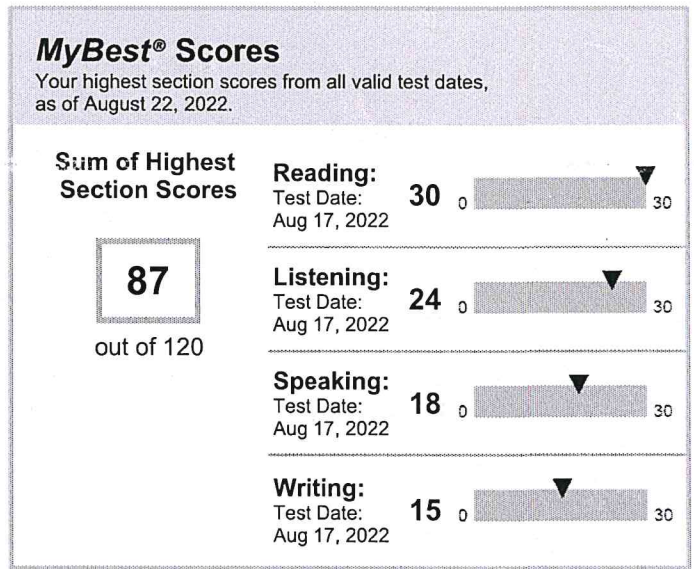 MyBest® Scores
Your highest section scores from all valid test dates,
as of August 22, 2022.
Sum of Highest
Section Scores
87
out of 120
Reading:
Test Date:
Aug 17, 2022
30
0
30
Listening:
Test Date:
Aug 17, 2022
24
0
30
Speaking:
Test Date:
Aug 17, 2022
18
0
30
Writing:
Test Date:
Aug 17, 2022
15
0
30